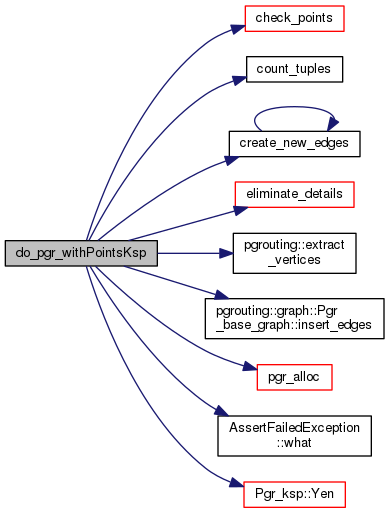 check_points
count_tuples
create_new_edges
eliminate_details
do_pgr_withPointsKsp
pgrouting::extract
_vertices
pgrouting::graph::Pgr
_base_graph::insert_edges
pgr_alloc
AssertFailedException
::what
Pgr_ksp::Yen